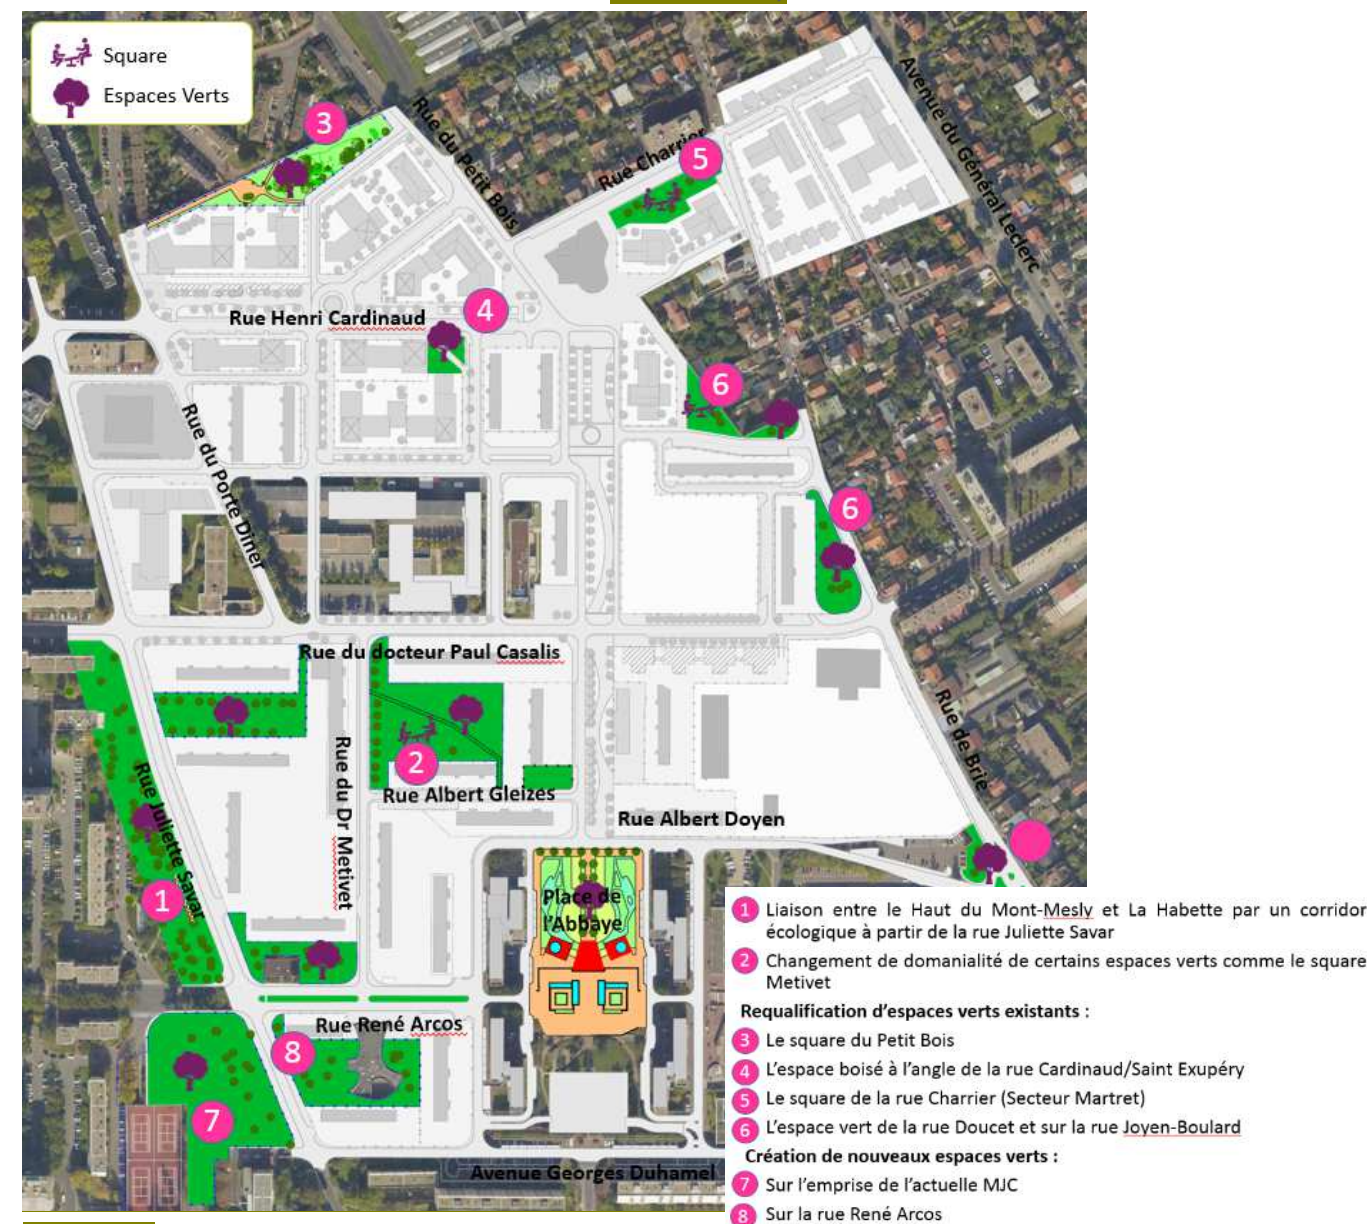 Square
Espaces Verts
3
Rue du Petit Bois
Rue Charrier
5
Avenue du Général Leclerc
Rue Henri Cardinaud
4
6
Rue du Porte Diner
6
Rue du docteur Paul Casalis
Rue Juliette Savar
Rue du Dr Metivet
2
Rue Albert Gleizes
Rue Albert Doyen
Rue de Brie
1
Place de
l'Abbaye
Rue René Arcos
8
7
Avenue Georges Duhamel
1 Liaison entre le Haut du Mont-Mesly et La Habette par un corridor
écologique à partir de la rue Juliette Savar
2 Changement de domanialité de certains espaces verts comme le square
Metivet
Requalification d'espaces verts existants :
3 Le square du Petit Bois
4 L'espace boisé à l'angle de la rue Cardinaud/Saint Exupéry
5 Le square de la rue Charrier (Secteur Martret)
6 L'espace vert de la rue Doucet et sur la rue Joyen-Boulard
Création de nouveaux espaces verts :
7 Sur l'emprise de l'actuelle MJC
8 Sur la rue René Arcos